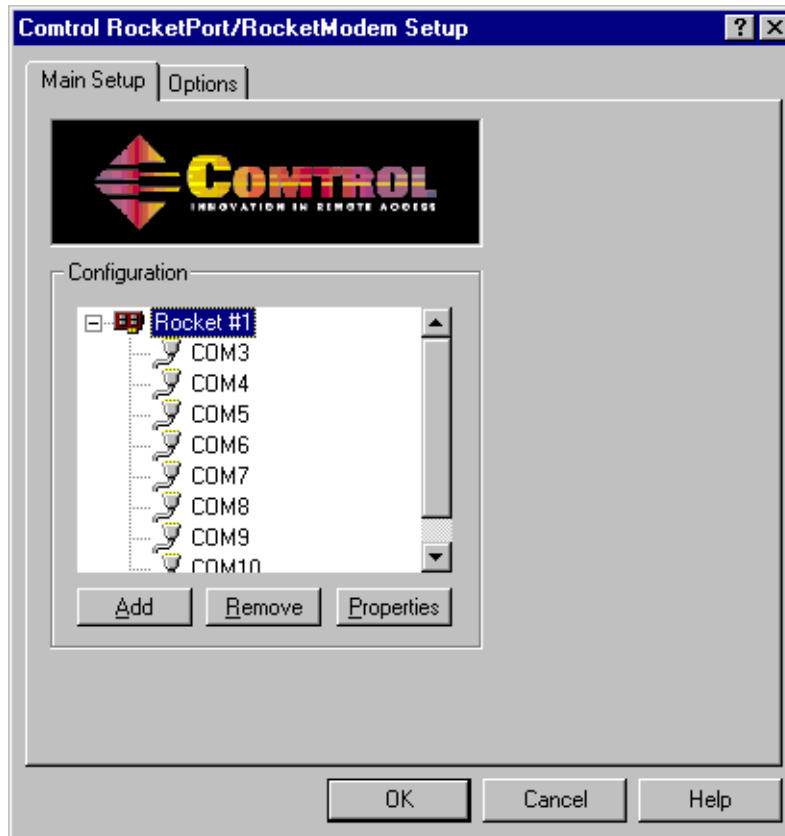 Comtrol RocketPort/RocketModem Setup
Main Setup
Options
COMTROL
INNOVATION IN REMOTE ACCESS
Configuration
Rocket #1
COM3
COM4
COM5
COM6
COM7
COM8
COM9
COM10
Add
Remove
Properties
OK
Cancel
Help